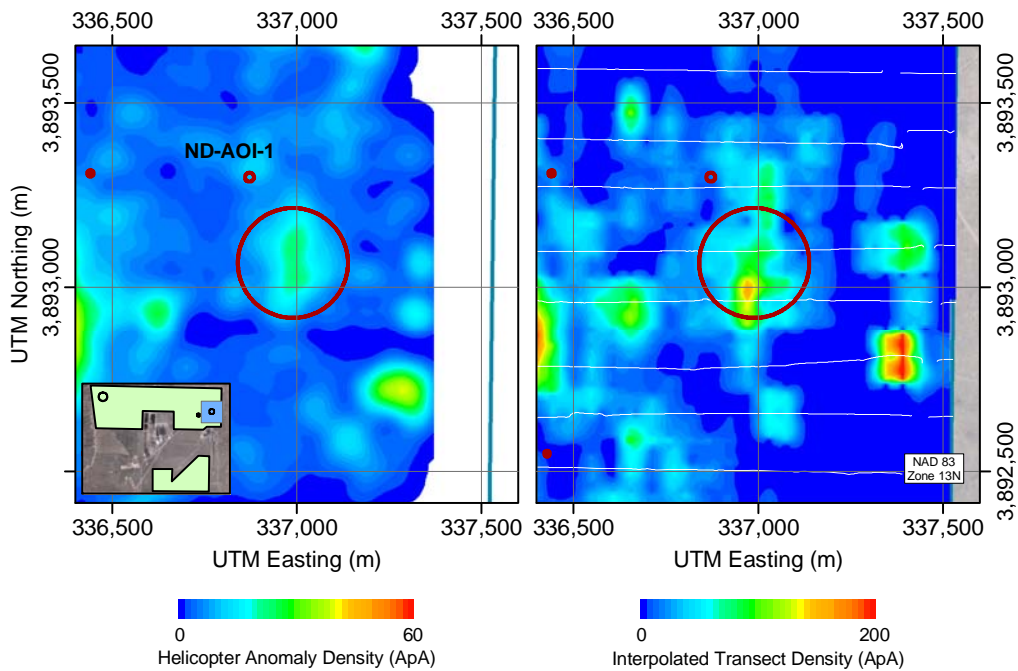 336,500 337,000 337,500 336,500 337,000 337,500
3,893,500
3,893,000
UTM Northing (m)
ND-AOI-1
3,893,500
3,893,000
3,892,500
NAD 83
Zone 13N
336,500 337,000 337,500 336,500 337,000 337,500
UTM Easting (m) UTM Easting (m)
0 60 0 200
Helicopter Anomaly Density (ApA) Interpolated Transect Density (ApA)